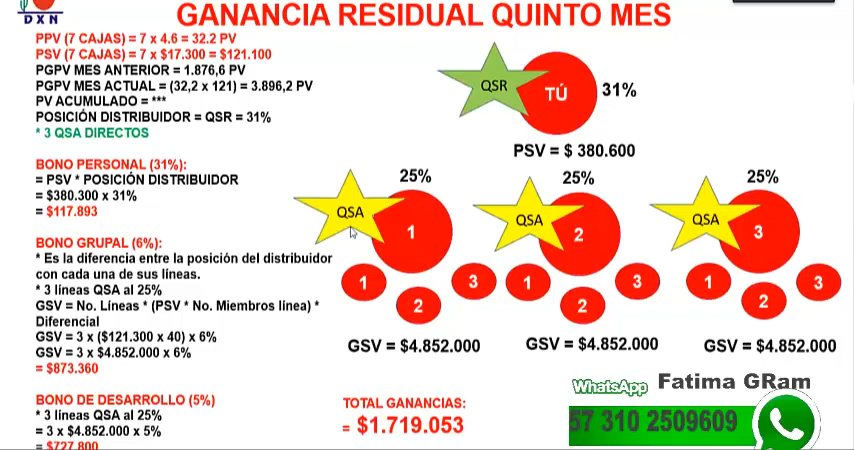 GANANCIA RESIDUAL QUINTO MES
DXN
PPV (7 CAJAS) = 7 x 4.6 = 32.2 PV
PSV (7 CAJAS) = 7 x $17.300 = $121.100
PGPV MES ANTERIOR = 1.876,6 PV
PGPV MES ACTUAL = (32,2 x 121) = 3.896,2 PV
PV ACUMULADO = ***
POSICIÓN DISTRIBUIDOR = QSR = 31%
* 3 QSA DIRECTOS
BONO PERSONAL (31%):
= PSV * POSICIÓN DISTRIBUIDOR
= $380.300 x 31%
= $117.893
BONO GRUPAL (6%):
* Es la diferencia entre la posición del distribuidor
con cada una de sus líneas.
* 3 líneas QSA al 25%
GSV = No. Líneas * (PSV * No. Miembros línea) *
Diferencial
GSV = 3 x ($121.300 x 40) x 6%
GSV = 3 x $4.852.000 x 6%
= $873.360
BONO DE DESARROLLO (5%)
* 3 líneas QSA al 25%
= 3 x $4.852.000 x 5%
= $727.800
QSR
TÚ
31%
PSV = $ 380.600
25%
QSA
1
1
2
3
GSV = $4.852.000
25%
QSA
2
1
2
3
GSV = $4.852.000
25%
QSA
3
1
2
3
GSV = $4.852.000
TOTAL GANANCIAS:
= $1.719.053
WhatsApp Fatima GRam
57 310 2509609